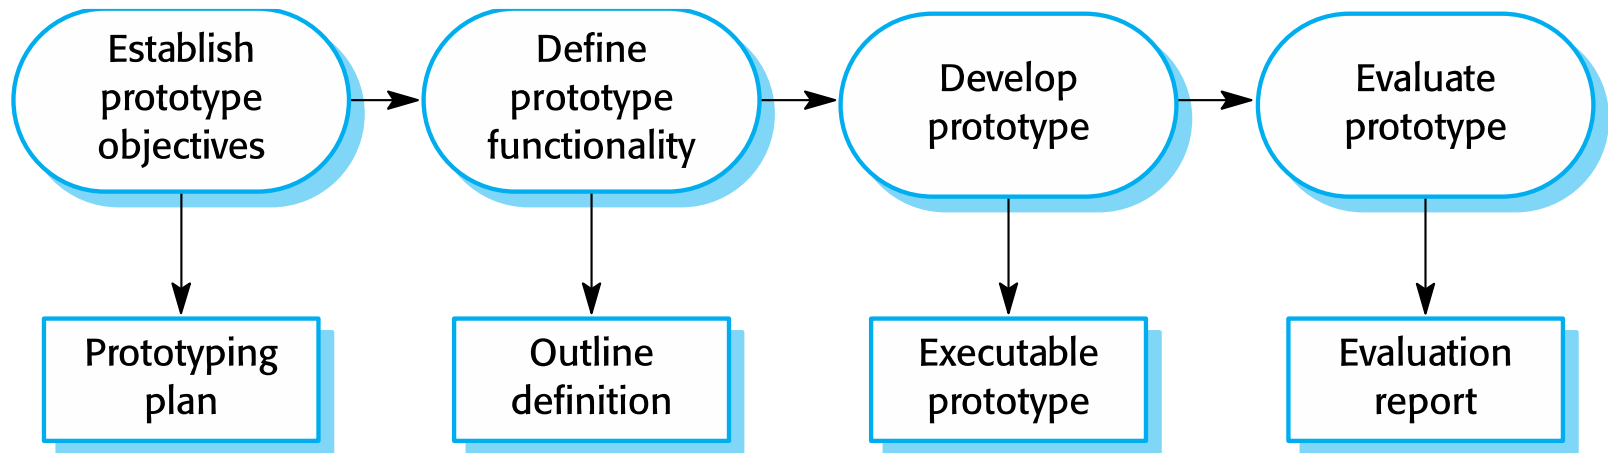 Establish
prototype
objectives
Define
prototype
functionality
Develop
prototype
Evaluate
prototype
Prototyping
plan
Outline
definition
Executable
prototype
Evaluation
report